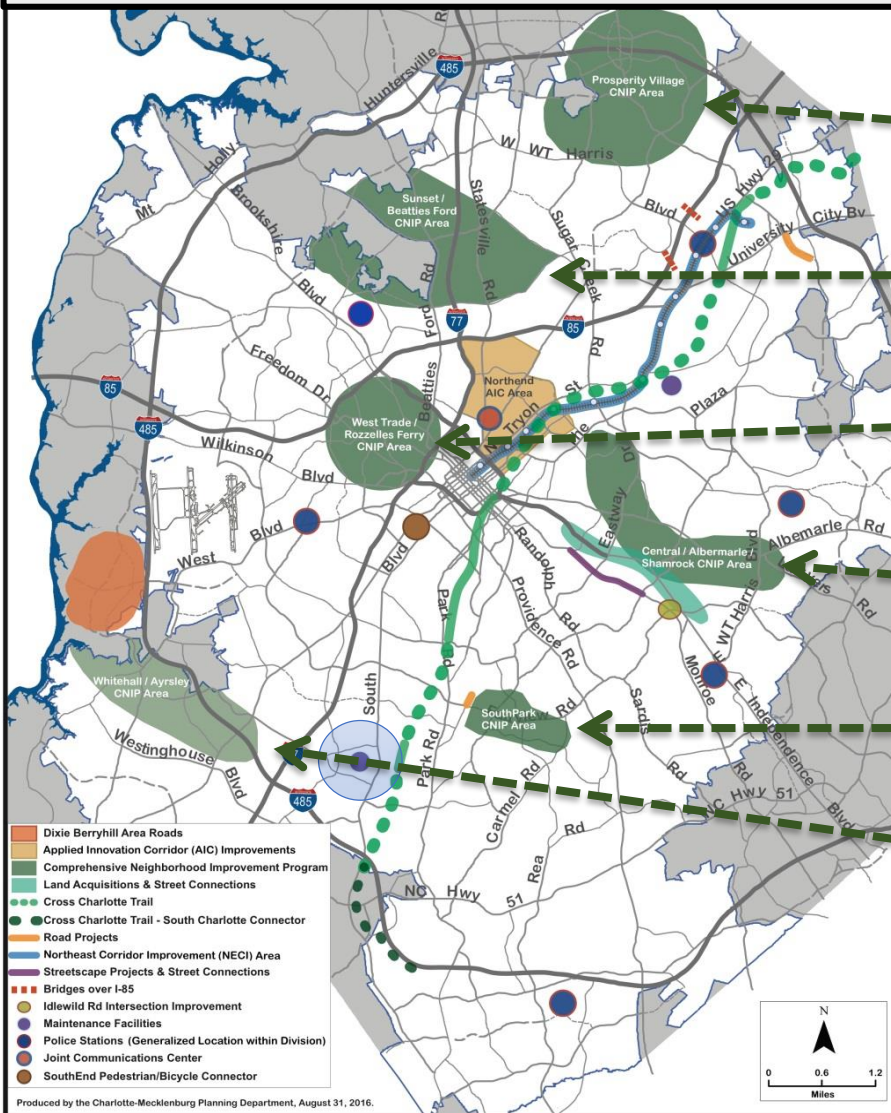 R
485
Huntersville
Prosperity Village
CNIP Area
Holly
Mt
W WT Harris
US Hwy 29
Brookshire
Blvd
Sunset /
Beatties Ford
CNIP Area
Statesville
Rd
Ford
Rd
Sugar Creek
Rd
Blvd
University
City Bv
77
85
Freedom Dr
Beatties
Northend
AIC Area
N Tryon
St
Plaza
85
485
Wilkinson
Blvd
West Trade /
Rozzelles Ferry
CNIP Area
West
Blvd
Blvd
Eastway
Central / Albermarle /
Shamrock CNIP Area
Albemarle Rd
Blvd
Rd
Randolph
Rd
Providence Rd
Park
E WT Harris
Monroe
Rd
E Independence
Blvd
Whitehall / Ayrsley
CNIP Area
Westinghouse
Blvd
South
Park Rd
SouthPark
CNIP Area
Rd
Sardis
Rd
Carmel Rd
Rea
Rd
NC Hwy 51
485
NC Hwy 51
Dixie Berryhill Area Roads
Applied Innovation Corridor (AIC) Improvements
Comprehensive Neighborhood Improvement Program
Land Acquisitions & Street Connections
Cross Charlotte Trail
Cross Charlotte Trail - South Charlotte Connector
Road Projects
Northeast Corridor Improvement (NECI) Area
Streetscape Projects & Street Connections
Bridges over I-85
Idlewild Rd Intersection Improvement
Maintenance Facilities
Police Stations (Generalized Location within Division)
Joint Communications Center
SouthEnd Pedestrian/Bicycle Connector
N
0 0.6 1.2
Miles
Produced by the Charlotte-Mecklenburg Planning Department, August 31, 2016.